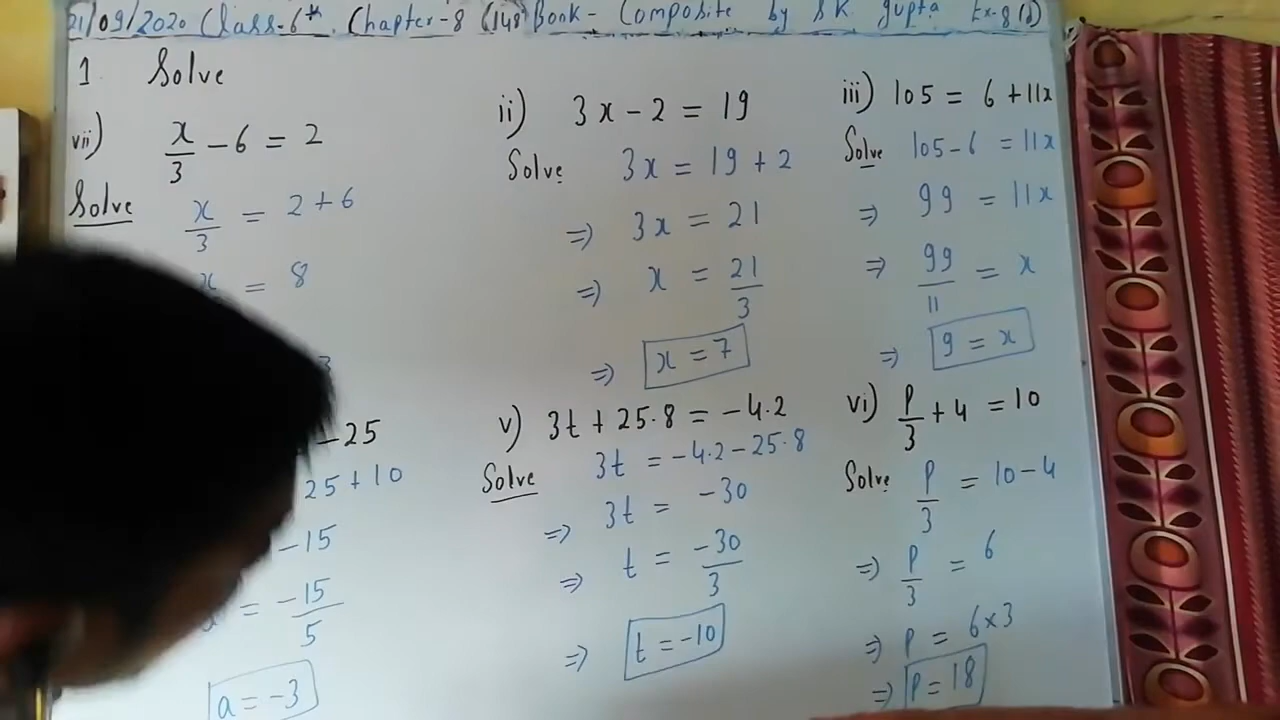 21/09/2020 Class-6th Chapter-8 (148) Book- Composite by SK gupta Ex-8(b)
1. Solve
vii) x/3 - 6 = 2
Solve x/3 = 2+6
x = 8
3
-25
25+10
-15
= -15/5
a = -3
ii) 3x - 2 = 19
Solve 3x = 19 + 2
=> 3x = 21
=> x = 21/3
=> x = 7
v) 3t + 25.8 = -4.2
Solve 3t = -4.2 - 25.8
=> 3t = -30
=> t = -30/3
=> t = -10
iii) 105 = 6 + 11x
Solve 105 - 6 = 11x
=> 99 = 11x
=> 99/11 = x
=> 9 = x
vi) P/3 + 4 = 10
Solve P/3 = 10 - 4
=> P/3 = 6
=> P = 6×3
=> P = 18